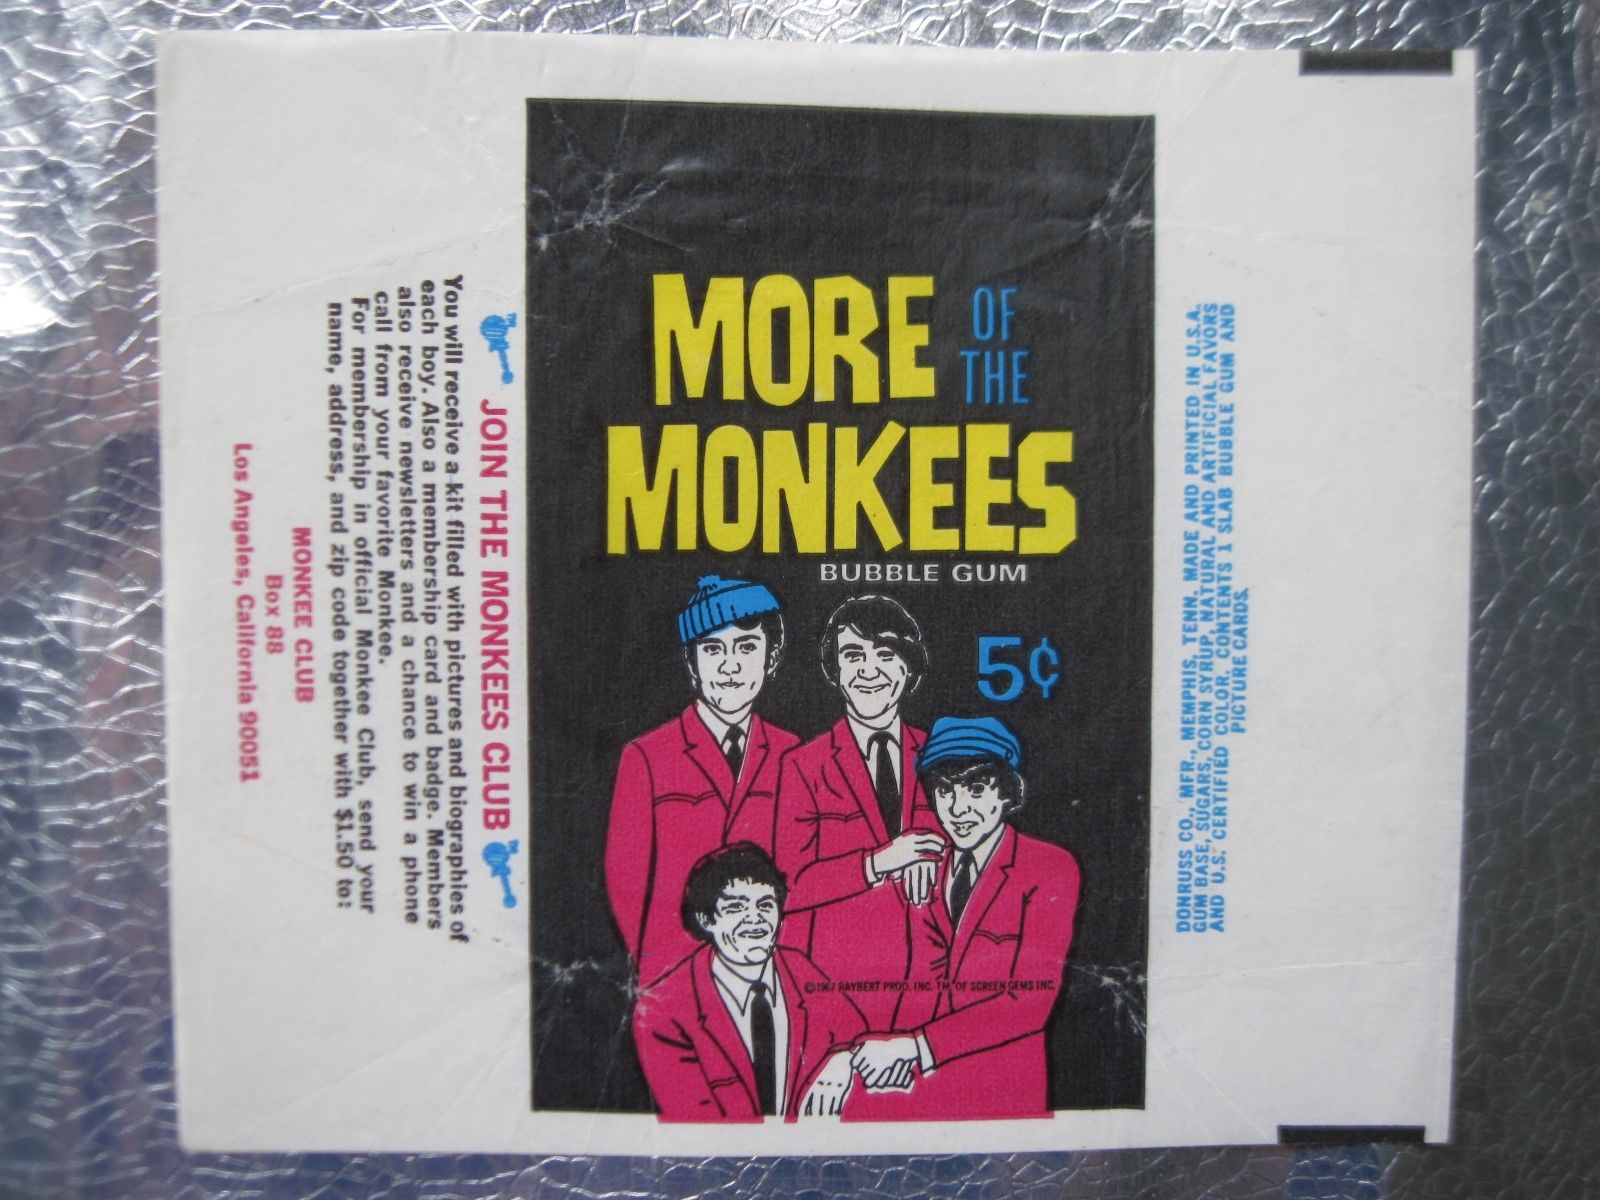 MORE OF THE
MONKEES
BUBBLE GUM
5¢
©1967 RAYBERT PROD. INC. TM OF SCREEN GEMS INC.
JOIN THE MONKEES CLUB
You will receive a kit filled with pictures and biographies of
each boy. Also a membership card and badge. Members
also receive newsletters and a chance to win a phone
call from your favorite Monkee.
For membership in official Monkee Club, send your
name, address, and zip code together with $1.50 to:
MONKEE CLUB
Box 88
Los Angeles, California 90051
DONRUSS CO., MFR., MEMPHIS, TENN. MADE AND PRINTED IN U.S.A.
GUM BASE, SUGARS, CORN SYRUP, NATURAL AND ARTIFICIAL FAVORS
AND U.S. CERTIFIED COLOR. CONTENTS 1 SLAB BUBBLE GUM AND
PICTURE CARDS.